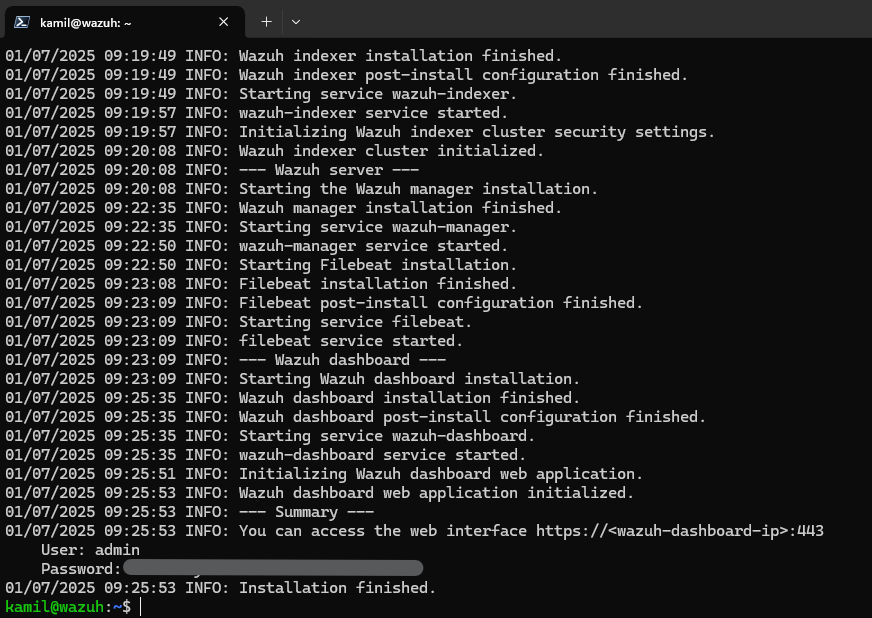 kamil@wazuh: ~
01/07/2025 09:19:49 INFO: Wazuh indexer installation finished.
01/07/2025 09:19:49 INFO: Wazuh indexer post-install configuration finished.
01/07/2025 09:19:49 INFO: Starting service wazuh-indexer.
01/07/2025 09:19:57 INFO: wazuh-indexer service started.
01/07/2025 09:19:57 INFO: Initializing Wazuh indexer cluster security settings.
01/07/2025 09:20:08 INFO: Wazuh indexer cluster initialized.
01/07/2025 09:20:08 INFO: --- Wazuh server ---
01/07/2025 09:20:08 INFO: Starting the Wazuh manager installation.
01/07/2025 09:22:35 INFO: Wazuh manager installation finished.
01/07/2025 09:22:35 INFO: Starting service wazuh-manager.
01/07/2025 09:22:50 INFO: wazuh-manager service started.
01/07/2025 09:22:50 INFO: Starting Filebeat installation.
01/07/2025 09:23:08 INFO: Filebeat installation finished.
01/07/2025 09:23:09 INFO: Filebeat post-install configuration finished.
01/07/2025 09:23:09 INFO: Starting service filebeat.
01/07/2025 09:23:09 INFO: filebeat service started.
01/07/2025 09:23:09 INFO: --- Wazuh dashboard ---
01/07/2025 09:23:09 INFO: Starting Wazuh dashboard installation.
01/07/2025 09:25:35 INFO: Wazuh dashboard installation finished.
01/07/2025 09:25:35 INFO: Wazuh dashboard post-install configuration finished.
01/07/2025 09:25:35 INFO: Starting service wazuh-dashboard.
01/07/2025 09:25:35 INFO: wazuh-dashboard service started.
01/07/2025 09:25:51 INFO: Initializing Wazuh dashboard web application.
01/07/2025 09:25:53 INFO: Wazuh dashboard web application initialized.
01/07/2025 09:25:53 INFO: --- Summary ---
01/07/2025 09:25:53 INFO: You can access the web interface https://<wazuh-dashboard-ip>:443
User: admin
Password:
01/07/2025 09:25:53 INFO: Installation finished.
kamil@wazuh:~$